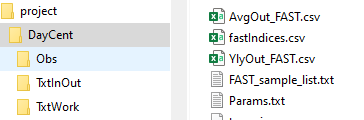 project
DayCent
Obs
TxtInOut
TxtWork
AvgOut_FAST.csv
fastIndices.csv
YlyOut_FAST.csv
FAST_sample_list.txt
Params.txt